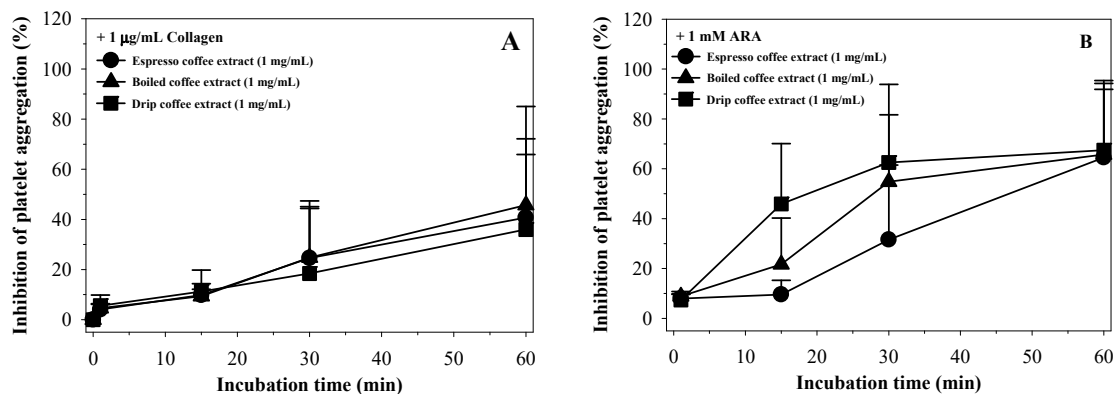 Inhibition of platelet aggregation (%)
120
100
80
60
40
20
0
+ 1 μg/mL Collagen
A
Espresso coffee extract (1 mg/mL)
Boiled coffee extract (1 mg/mL)
Drip coffee extract (1 mg/mL)
0 10 20 30 40 50 60
Incubation time (min)
Inhibition of platelet aggregation (%)
120
100
80
60
40
20
0
+ 1 mM ARA
B
Espresso coffee extract (1 mg/mL)
Boiled coffee extract (1 mg/mL)
Drip coffee extract (1 mg/mL)
0 10 20 30 40 50 60
Incubation time (min)